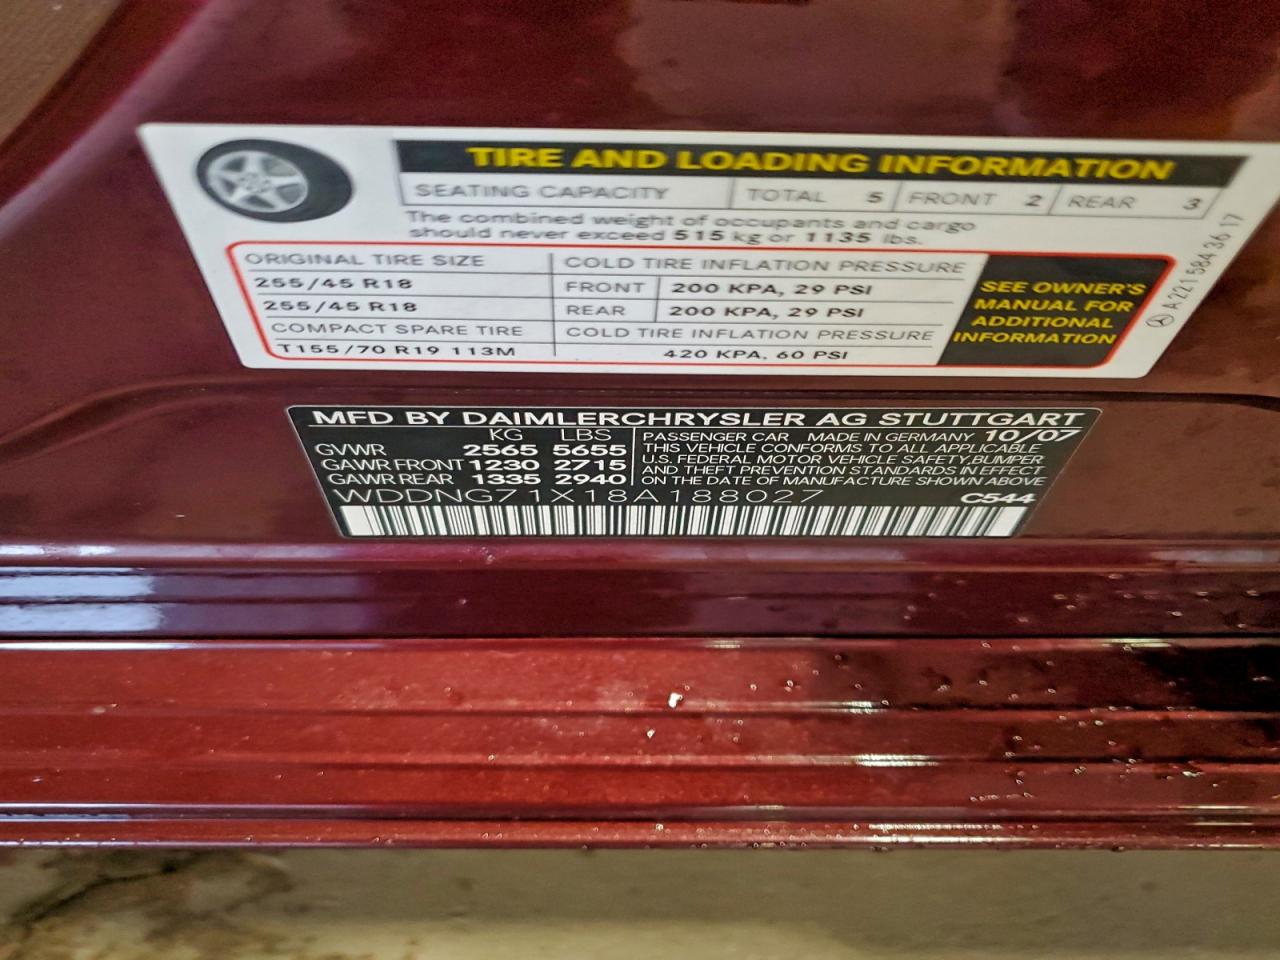 TIRE AND LOADING INFORMATION
SEATING CAPACITY TOTAL 5 FRONT 2 REAR 3
The combined weight of occupants and cargo
should never exceed 515 kg or 1135 lbs.
ORIGINAL TIRE SIZE COLD TIRE INFLATION PRESSURE
255/45 R18 FRONT 200 KPA, 29 PSI
255/45 R18 REAR 200 KPA, 29 PSI
COMPACT SPARE TIRE COLD TIRE INFLATION PRESSURE
T155/70 R19 113M 420 KPA, 60 PSI
SEE OWNER'S
MANUAL FOR
ADDITIONAL
INFORMATION
A 221 584 36 17
MFD BY DAIMLERCHRYSLER AG STUTTGART
KG LBS
GVWR 2565 5655
GAWR FRONT 1230 2715
GAWR REAR 1335 2940
PASSENGER CAR MADE IN GERMANY 10/07
THIS VEHICLE CONFORMS TO ALL APPLICABLE
U.S. FEDERAL MOTOR VEHICLE SAFETY,BUMPER
AND THEFT PREVENTION STANDARDS IN EFFECT
ON THE DATE OF MANUFACTURE SHOWN ABOVE
WDDNG71X18A188027 C544